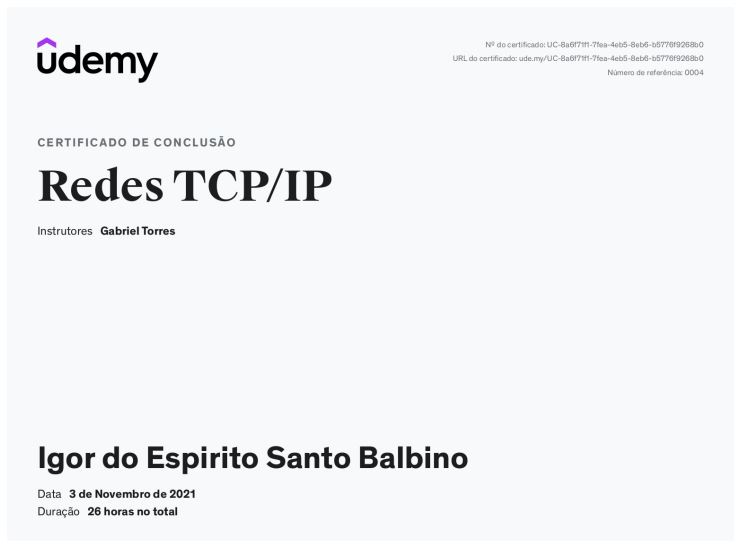 udemy
Nº do certificado: UC-8a6f71f1-7fea-4eb5-8eb6-b5776f9268b0
URL do certificado: ude.my/UC-8a6f71f1-7fea-4eb5-8eb6-b5776f9268b0
Número de referência: 0004
CERTIFICADO DE CONCLUSÃO
Redes TCP/IP
Instrutores Gabriel Torres
Igor do Espirito Santo Balbino
Data 3 de Novembro de 2021
Duração 26 horas no total